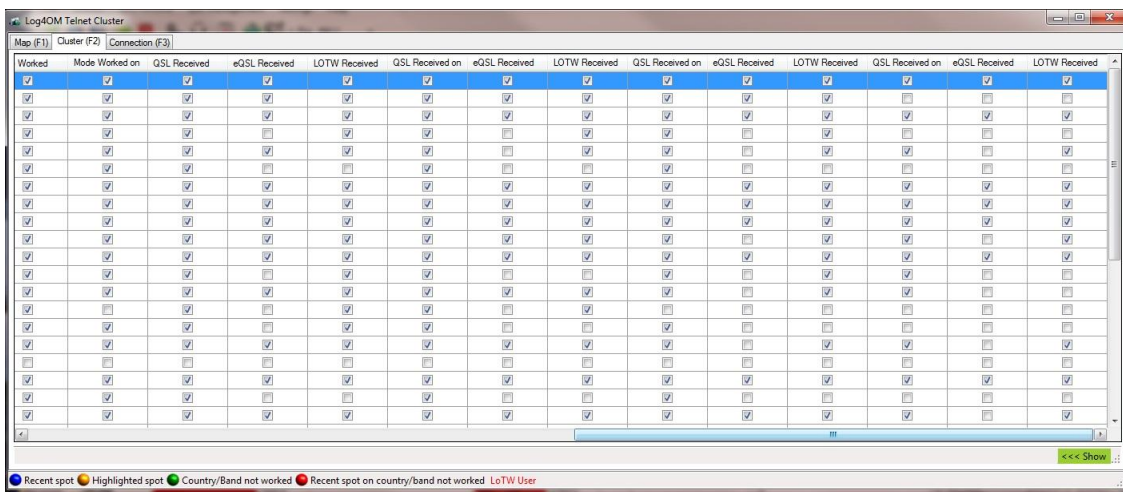 Log4OM Telnet Cluster
Map (F1) Cluster (F2) Connection (F3)
Worked Mode Worked on QSL Received eQSL Received LOTW Received QSL Received on eQSL Received LOTW Received QSL Received on eQSL Received LOTW Received QSL Received on eQSL Received LOTW Received
<<< Show
Recent spot Highlighted spot Country/Band not worked Recent spot on country/band not worked LoTW User